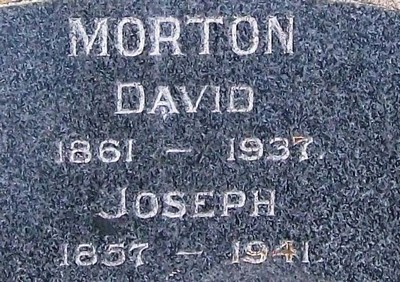 MORTON
DAVID
1861 - 1937.
JOSEPH
1857 - 1941.